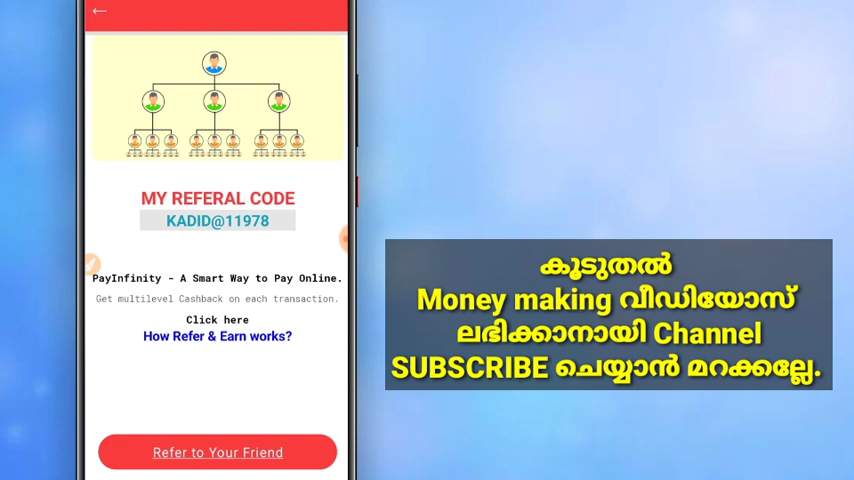 MY REFERAL CODE
KADID@11978
PayInfinity - A Smart Way to Pay Online.
Get multilevel Cashback on each transaction.
Click here
How Refer & Earn works?
Refer to Your Friend
കൂടുതൽ
Money making വീഡിയോസ്
ലഭിക്കാനായി Channel
SUBSCRIBE ചെയ്യാൻ മറക്കല്ലേ.